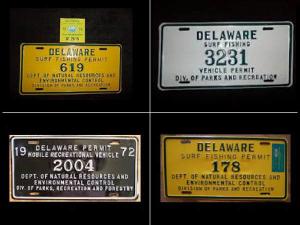 DELAWARE
SURF FISHING PERMIT
619
DEPT. OF NATURAL RESOURCES AND
ENVIRONMENTAL CONTROL
DIVISION OF PARKS AND RECREATION
DELAWARE
SURF FISHING
3231
VEHICLE PERMIT
DIV. OF PARKS AND RECREATION
19 DELAWARE PERMIT 72
MOBILE RECREATIONAL VEHICLE
2004
DEPT. OF NATURAL RESOURCES AND
ENVIRONMENTAL CONTROL
DIV. OF PARKS, RECREATION AND FORESTRY
DELAWARE
SURF FISHING PERMIT
178
DEPT. OF NATURAL RESOURCES AND
ENVIRONMENTAL CONTROL
DIVISION OF PARKS AND RECREATION